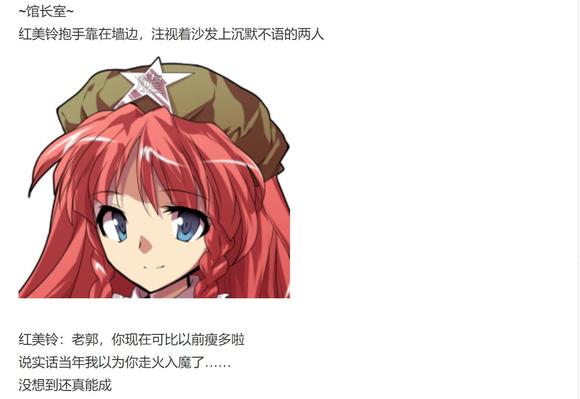 ~馆长室~
红美铃抱手靠在墙边，注视着沙发上沉默不语的两人
红美铃：老郭，你现在可比以前瘦多啦
说实话当年我以为你走火入魔了……
没想到还真能成